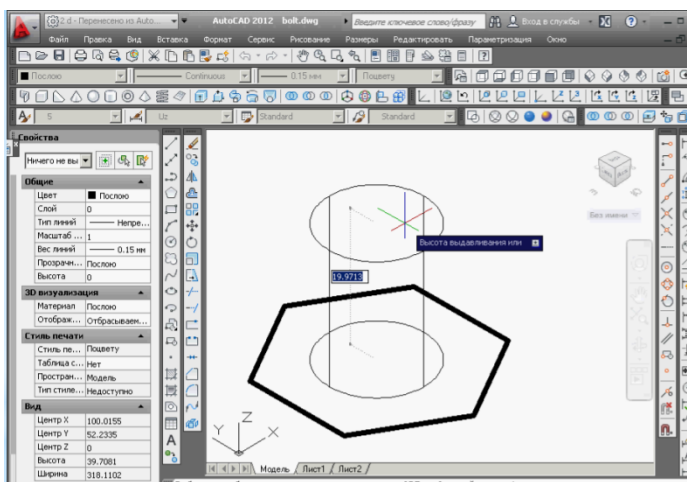 2 d - Перемесено из Auto...
AutoCAD 2012 bolt.dwg
Введите ключевое слово/фразу
Вход в службы
Файл Правка Вид Вставка Формат Сервис Рисование Размеры Редактировать Параметризация Окно
Послою Continuous 0.15 мм Поцвету
5 Uz Standard Standard
Свойства
Ничего не вы
Общие
Цвет Послою
Слой 0
Тип линий Непре...
Масштаб ... 1
Вес линий 0.15 мм
Прозрачн... Послою
Высота 0
3D визуализация
Материал Послою
Отображ... Отбрасываем...
Стиль печати
Стиль пе... Поцвету
Таблица с... Нет
Простран... Модель
Тип стиле... Недоступно
Вид
Центр X 100.0155
Центр Y 52.2335
Центр Z 0
Высота 39.7081
Ширина 318.1102
Высота выдавливания или
19.9713
Без имени
Z
Y
X
A
Модель Лист1 Лист2